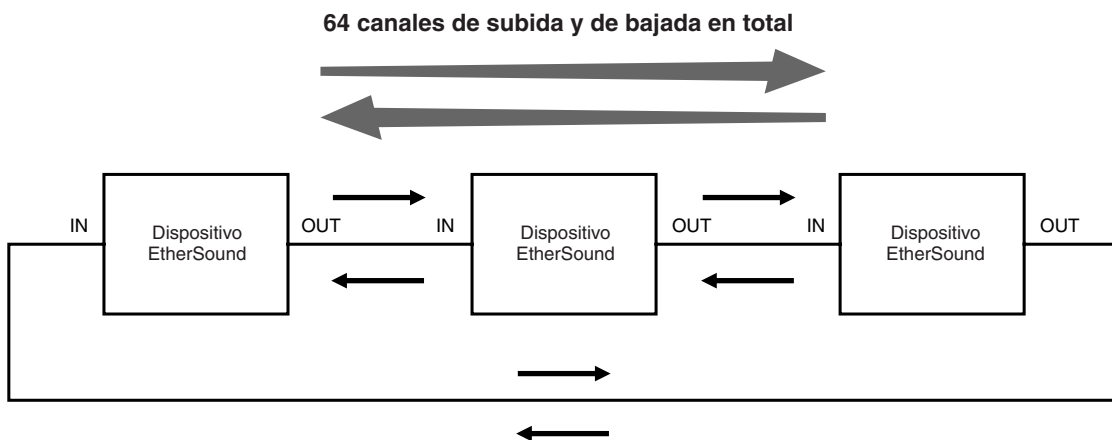 64 canales de subida y de bajada en total
IN
Dispositivo
EtherSound
OUT
IN
Dispositivo
EtherSound
OUT
IN
Dispositivo
EtherSound
OUT